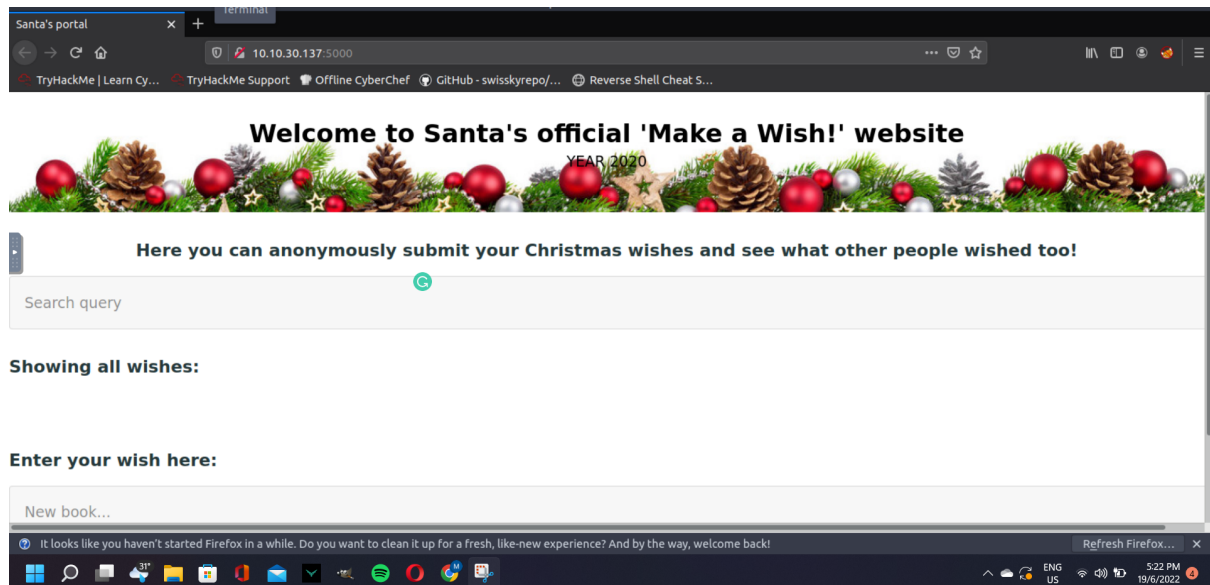 Terminal
Santa's portal
10.10.30.137:5000
TryHackMe | Learn Cy... TryHackMe Support Offline CyberChef GitHub - swisskyrepo/... Reverse Shell Cheat S...
Welcome to Santa's official 'Make a Wish!' website
YEAR 2020
Here you can anonymously submit your Christmas wishes and see what other people wished too!
Search query
Showing all wishes:
Enter your wish here:
New book...
It looks like you haven't started Firefox in a while. Do you want to clean it up for a fresh, like-new experience? And by the way, welcome back! Refresh Firefox...
31°
ENG 5:22 PM
US 19/6/2022 4